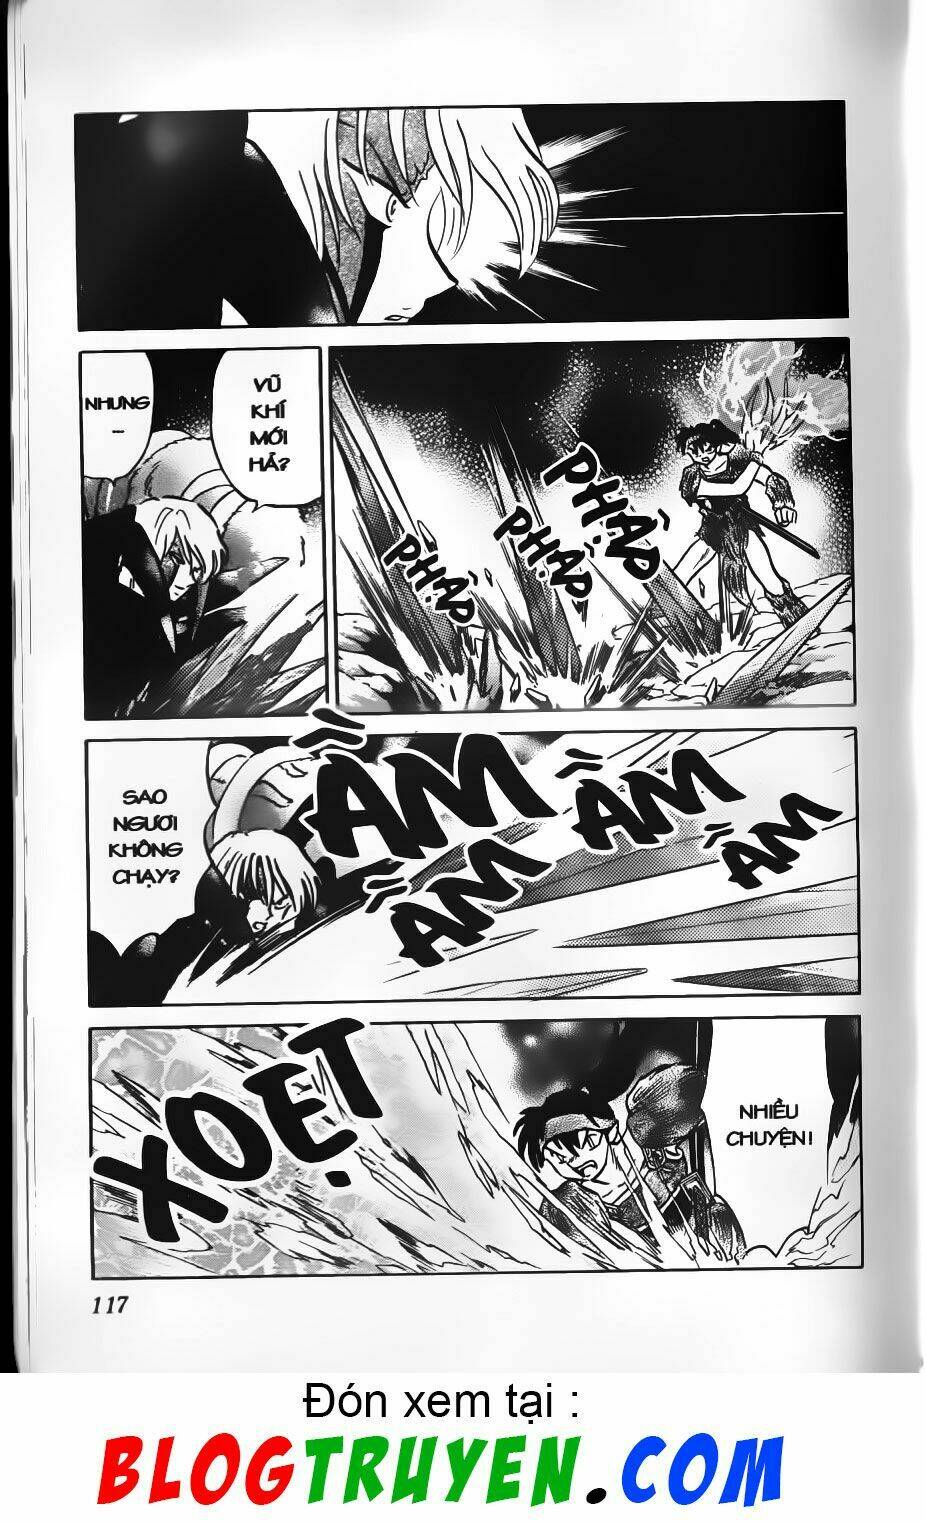 VŨ
KHÍ
MỚI
HẢ?
NHƯNG
...
PHẬP
PHẬP
PHẬP
SAO
NGƯƠI
KHÔNG
CHẠY?
ẦM
ẦM
ẦM
ẦM
NHIỀU
CHUYỆN!
XOẸT
117
Đón xem tại :
BLOGTRUYEN.COM